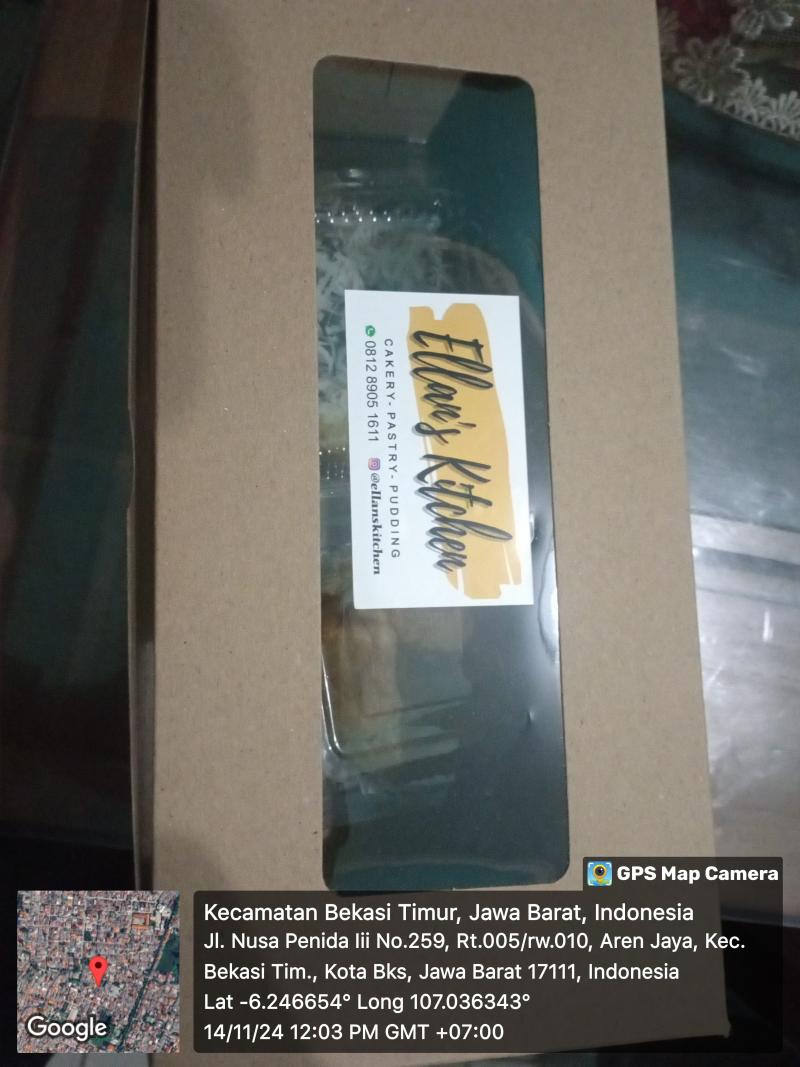 Ellan's Kitchen
CAKERY- PASTRY- PUDDING
0812 8905 1611 @ellanskitchen
GPS Map Camera
Kecamatan Bekasi Timur, Jawa Barat, Indonesia
Jl. Nusa Penida Iii No.259, Rt.005/rw.010, Aren Jaya, Kec.
Bekasi Tim., Kota Bks, Jawa Barat 17111, Indonesia
Lat -6.246654° Long 107.036343°
14/11/24 12:03 PM GMT +07:00
Google